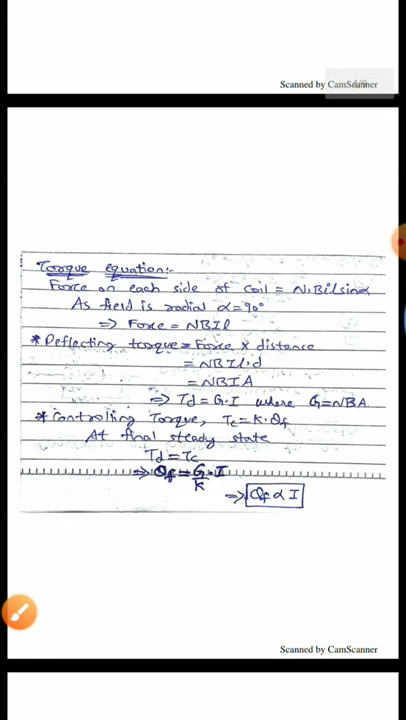 Scanned by CamScanner
Torque equation:-
Force on each side of coil = N.Bilsinα
As field is radial α=90°
⇒ Force = NBIl
* Deflecting torque = Force × distance
= NBIl.d
= NBIA
⇒ Td = G.I where G=NBA
* Controlling Torque, Tc = K.θf
At final steady state
Td = Tc
⇒ θf = G/K . I
⇒ θf α I
Scanned by CamScanner